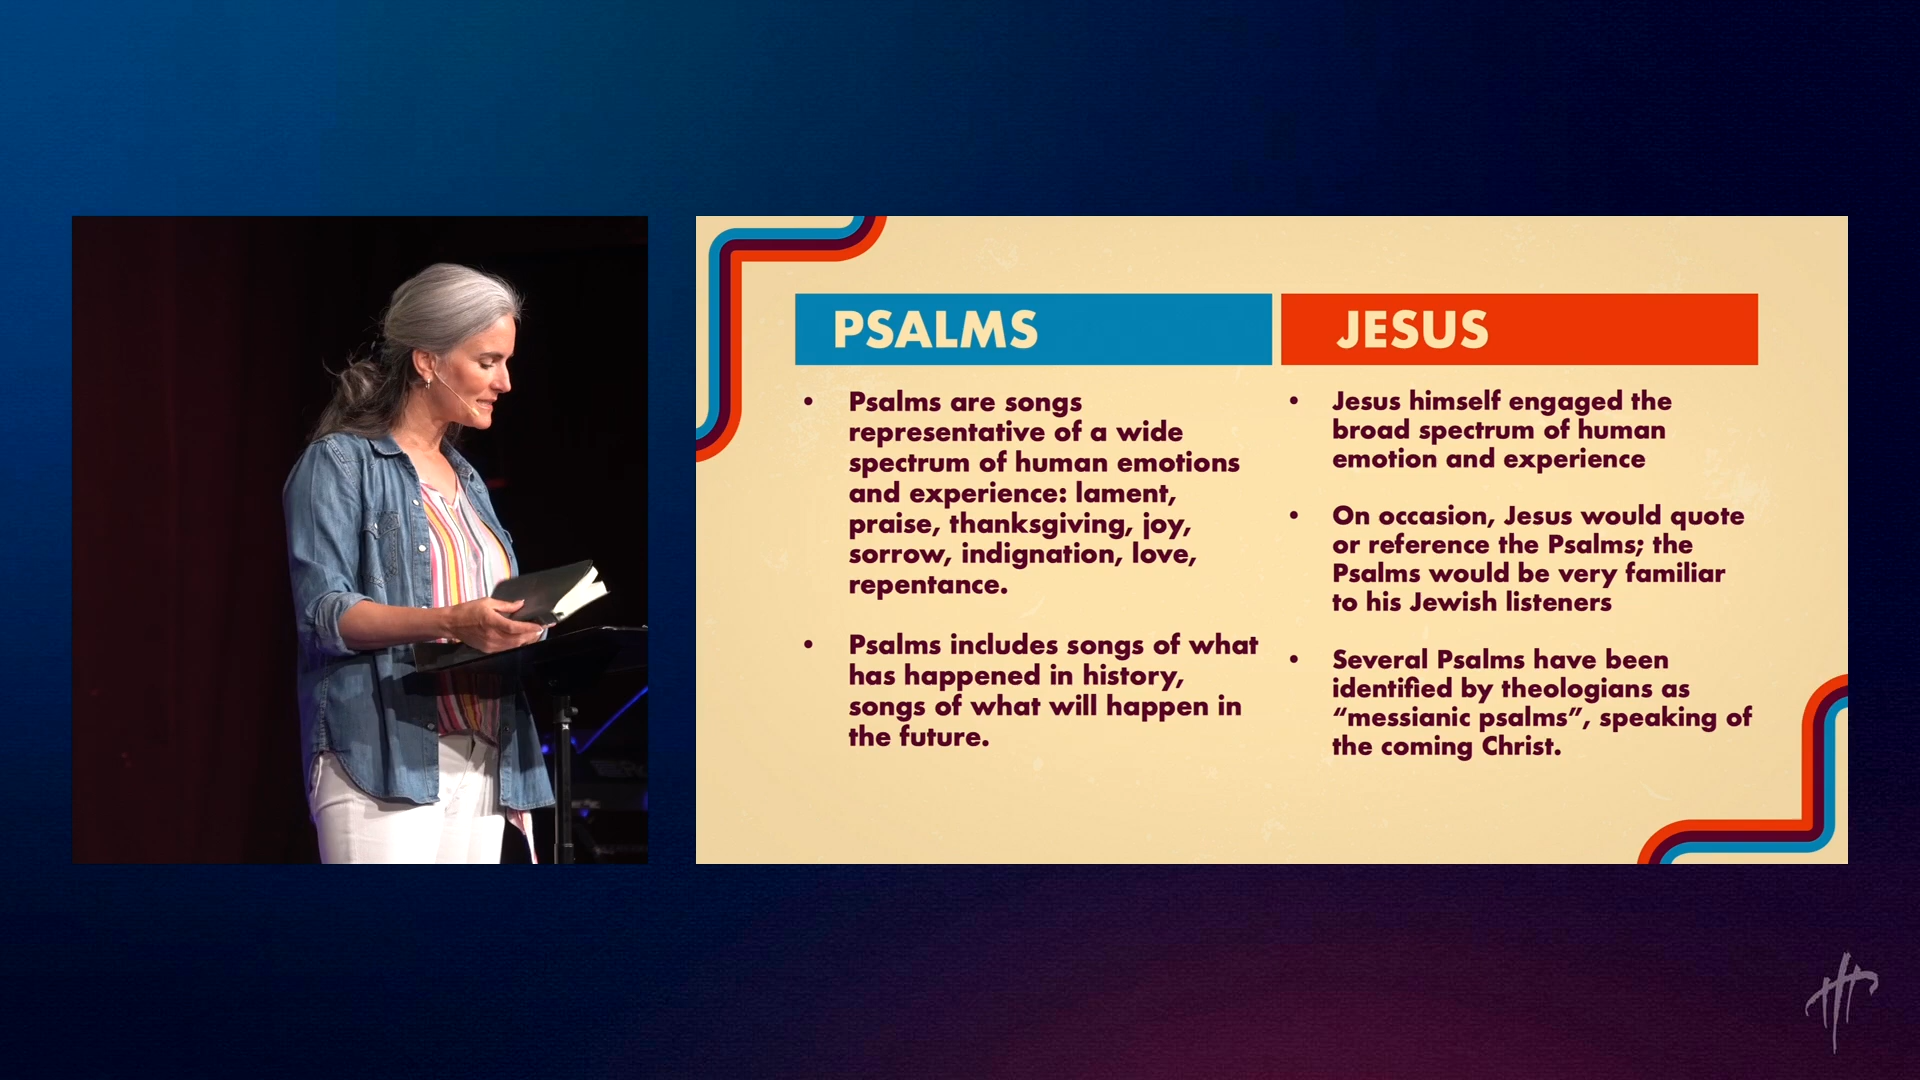 PSALMS
• Psalms are songs
representative of a wide
spectrum of human emotions
and experience: lament,
praise, thanksgiving, joy,
sorrow, indignation, love,
repentance.
• Psalms includes songs of what
has happened in history,
songs of what will happen in
the future.
JESUS
• Jesus himself engaged the
broad spectrum of human
emotion and experience
• On occasion, Jesus would quote
or reference the Psalms; the
Psalms would be very familiar
to his Jewish listeners
• Several Psalms have been
identified by theologians as
“messianic psalms”, speaking of
the coming Christ.